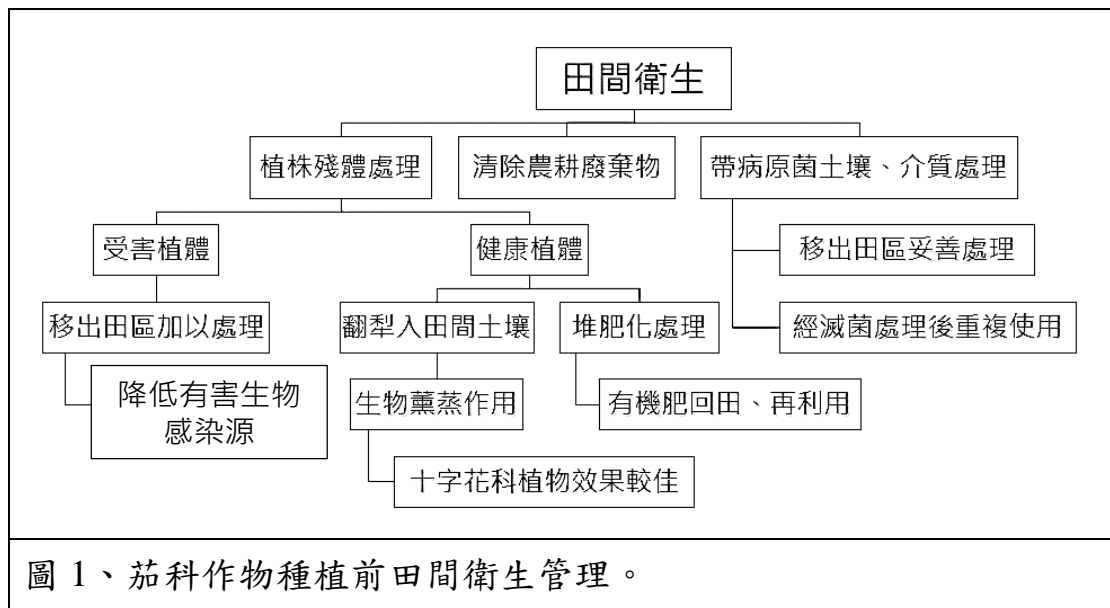 田間衛生
植株殘體處理
清除農耕廢棄物
帶病原菌土壤、介質處理
受害植體
健康植體
移出田區妥善處理
移出田區加以處理
翻犁入田間土壤
堆肥化處理
經滅菌處理後重複使用
降低有害生物
感染源
生物薰蒸作用
有機肥回田、再利用
十字花科植物效果較佳
圖 1、茄科作物種植前田間衛生管理。